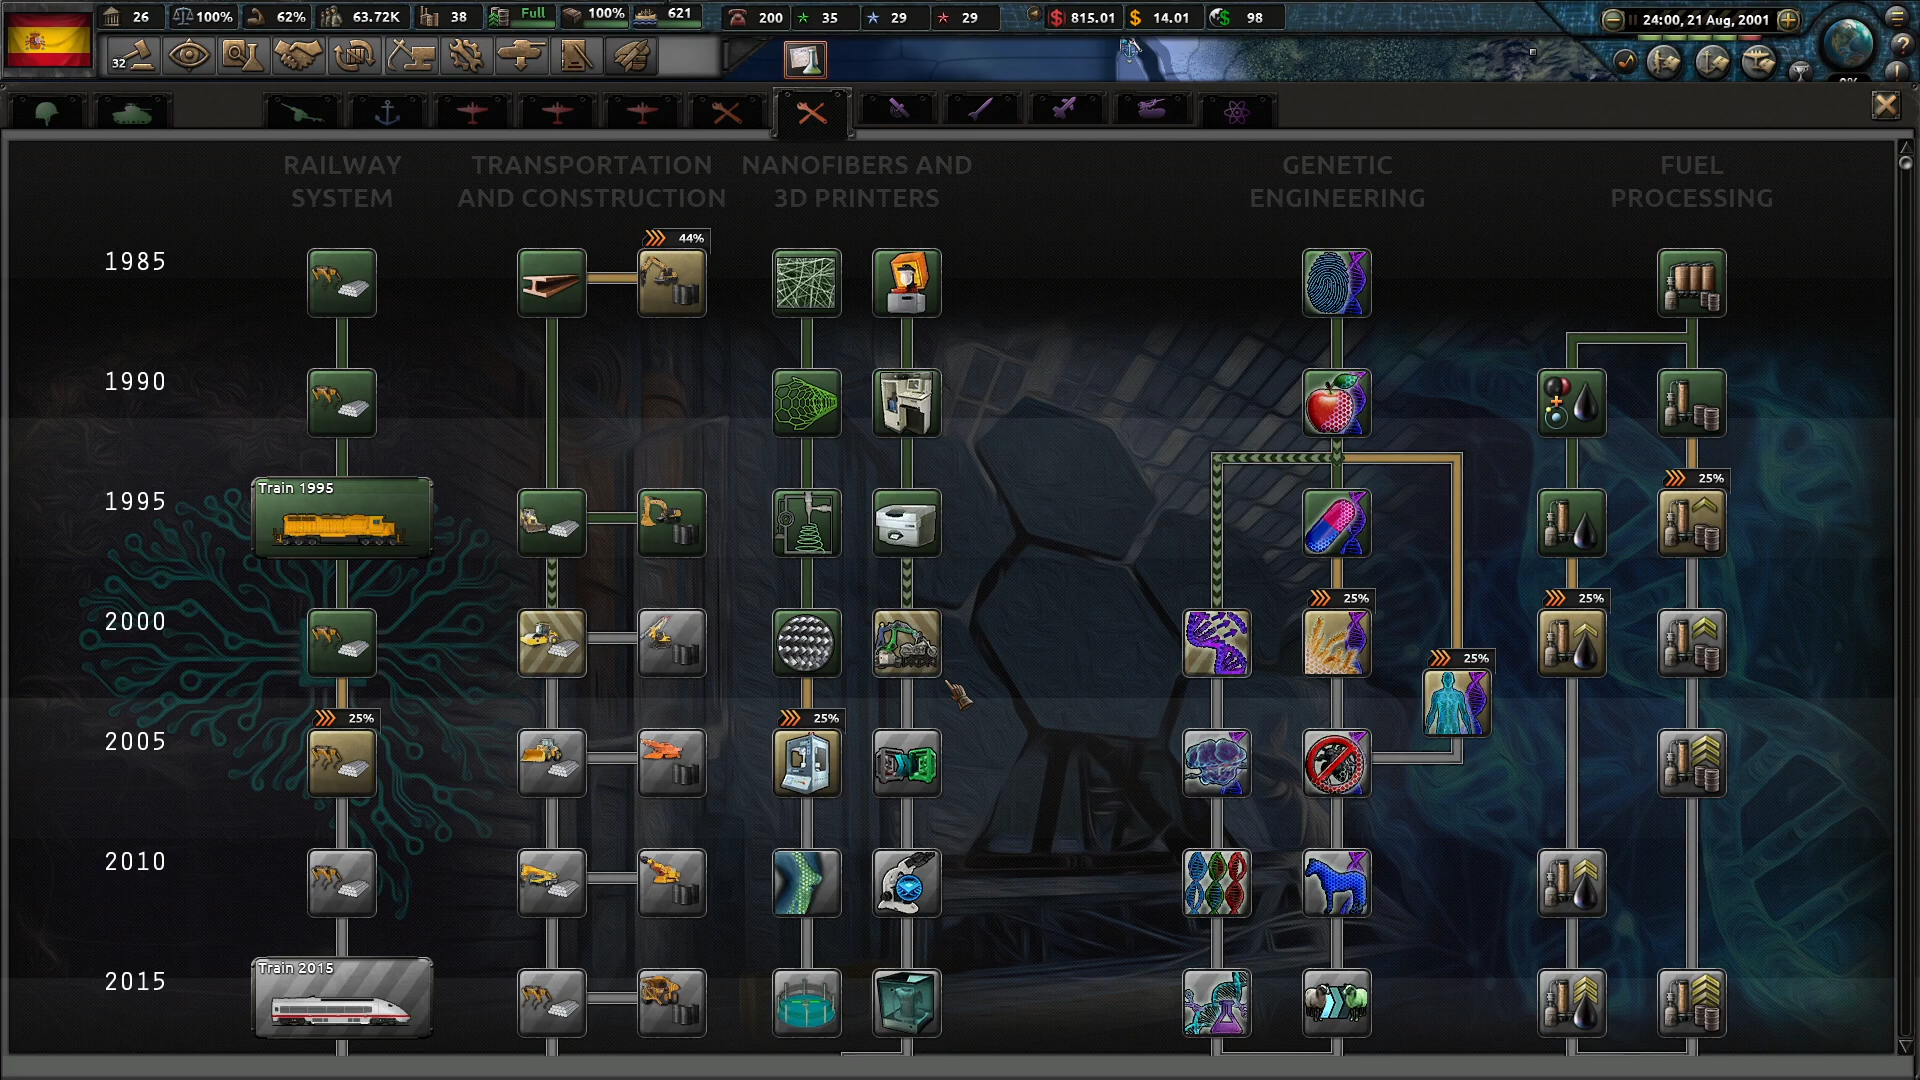 26 100% 62% 63.72K 38 Full 100% 621 200 35 29 29 815.01 14.01 98 24:00, 21 Aug, 2001
32
RAILWAY SYSTEM
TRANSPORTATION AND CONSTRUCTION
NANOFIBERS AND 3D PRINTERS
GENETIC ENGINEERING
FUEL PROCESSING
44%
1985
1990
25%
Train 1995
1995
25%
25%
2000
25%
25%
25%
2005
2010
Train 2015
2015